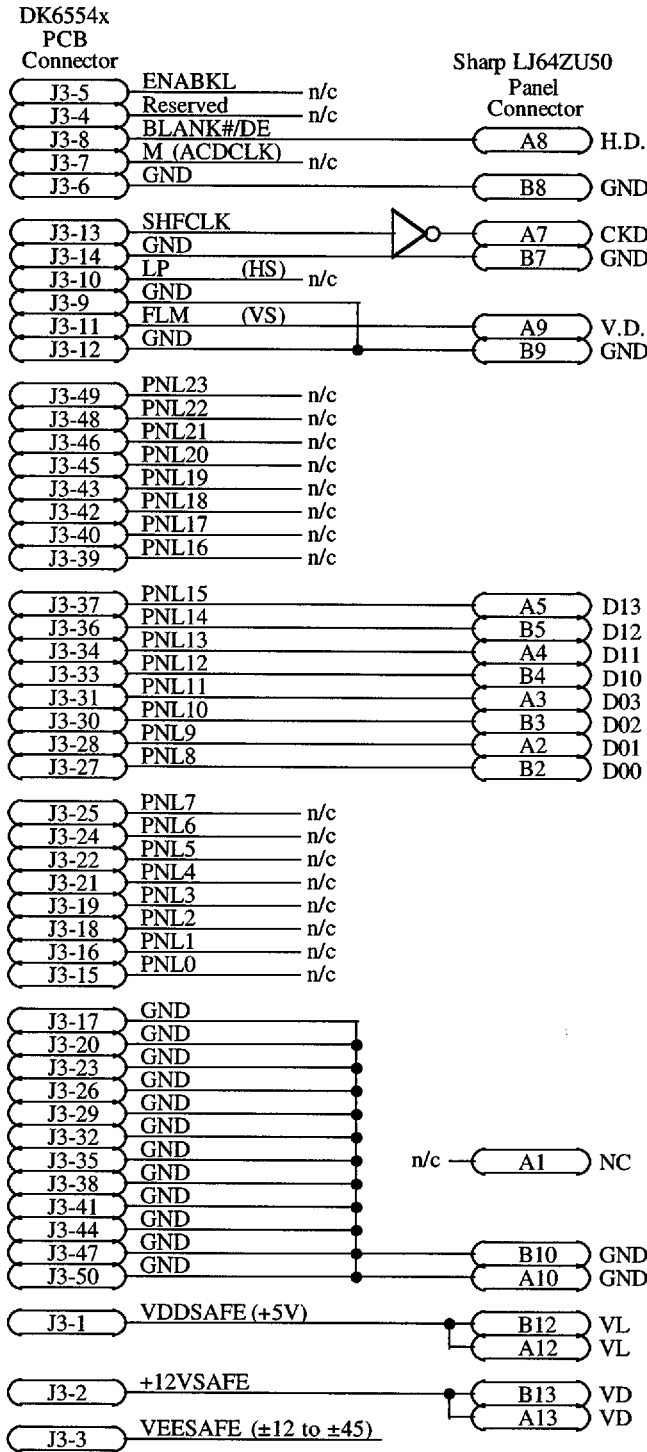 DK6554x
PCB
Connector
Sharp LJ64ZU50
Panel
Connector
J3-5 ENABKL n/c
J3-4 Reserved n/c
J3-8 BLANK#/DE A8 H.D.
J3-7 M (ACDCLK) n/c
J3-6 GND B8 GND
J3-13 SHFCLK A7 CKD
J3-14 GND B7 GND
J3-10 LP (HS) n/c
J3-9 GND
J3-11 FLM (VS) A9 V.D.
J3-12 GND B9 GND
J3-49 PNL23 n/c
J3-48 PNL22 n/c
J3-46 PNL21 n/c
J3-45 PNL20 n/c
J3-43 PNL19 n/c
J3-42 PNL18 n/c
J3-40 PNL17 n/c
J3-39 PNL16 n/c
J3-37 PNL15 A5 D13
J3-36 PNL14 B5 D12
J3-34 PNL13 A4 D11
J3-33 PNL12 B4 D10
J3-31 PNL11 A3 D03
J3-30 PNL10 B3 D02
J3-28 PNL9 A2 D01
J3-27 PNL8 B2 D00
J3-25 PNL7 n/c
J3-24 PNL6 n/c
J3-22 PNL5 n/c
J3-21 PNL4 n/c
J3-19 PNL3 n/c
J3-18 PNL2 n/c
J3-16 PNL1 n/c
J3-15 PNL0 n/c
J3-17 GND
J3-20 GND
J3-23 GND
J3-26 GND
J3-29 GND
J3-32 GND
J3-35 GND n/c A1 NC
J3-38 GND
J3-41 GND
J3-44 GND
J3-47 GND B10 GND
J3-50 GND A10 GND
J3-1 VDDSAFE (+5V) B12 VL
A12 VL
J3-2 +12VSAFE B13 VD
A13 VD
J3-3 VEESAFE (±12 to ±45)